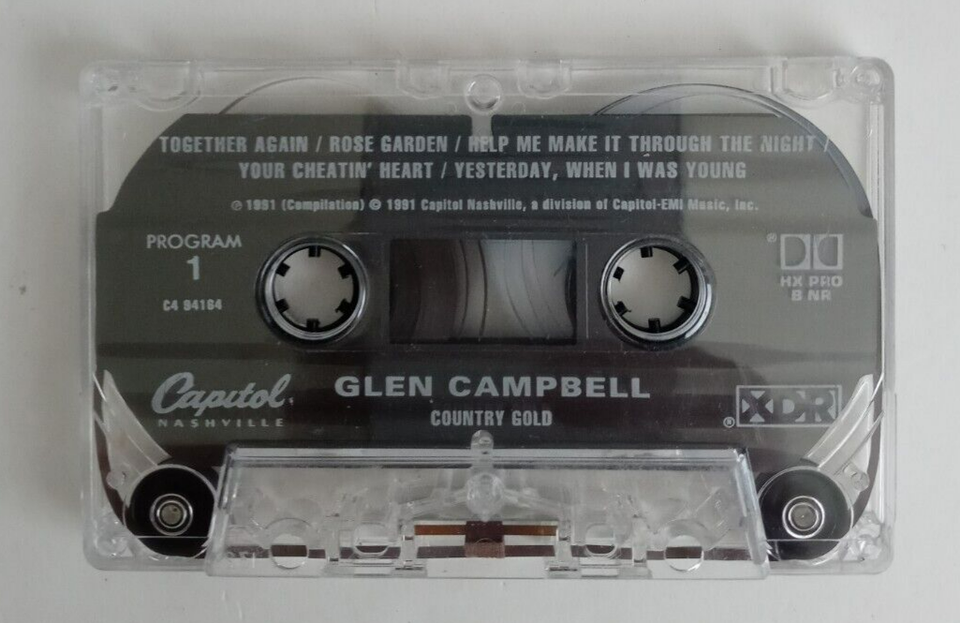 TOGETHER AGAIN / ROSE GARDEN / HELP ME MAKE IT THROUGH THE NIGHT /
YOUR CHEATIN' HEART / YESTERDAY, WHEN I WAS YOUNG
℗ 1991 (Compilation) © 1991 Capitol Nashville, a division of Capitol-EMI Music, Inc.
PROGRAM
1
C4 94164
®
HX PRO
B NR
Capitol
NASHVILLE
GLEN CAMPBELL
COUNTRY GOLD
® XDR